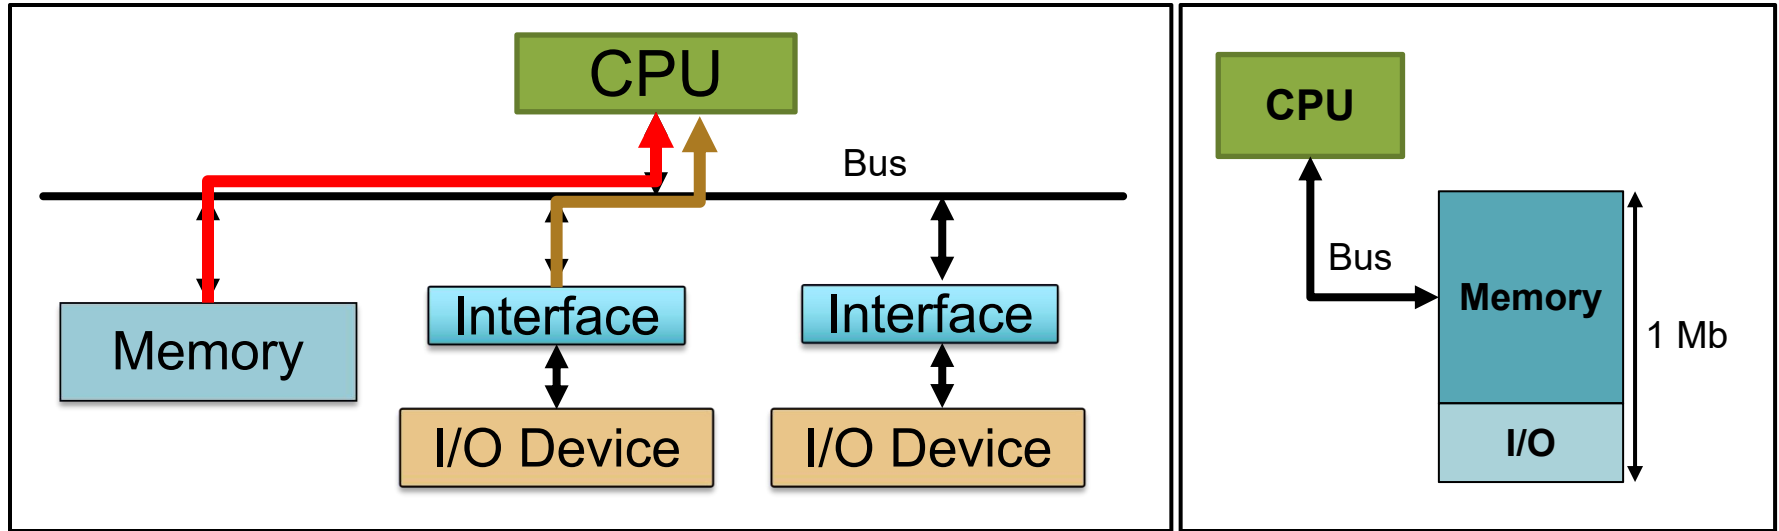 CPU
Bus
Memory
Interface
Interface
I/O Device
I/O Device
CPU
Bus
Memory
1 Mb
I/O